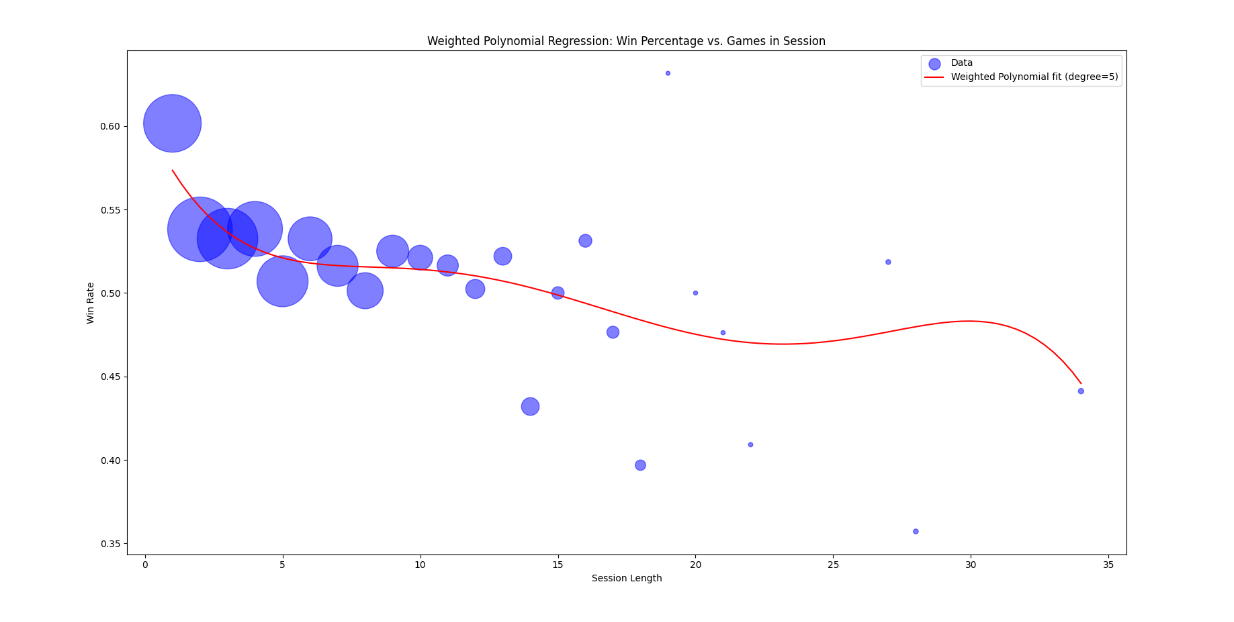 Weighted Polynomial Regression: Win Percentage vs. Games in Session
Data
Weighted Polynomial fit (degree=5)
Win Rate
0.60
0.55
0.50
0.45
0.40
0.35
0 5 10 15 20 25 30 35
Session Length